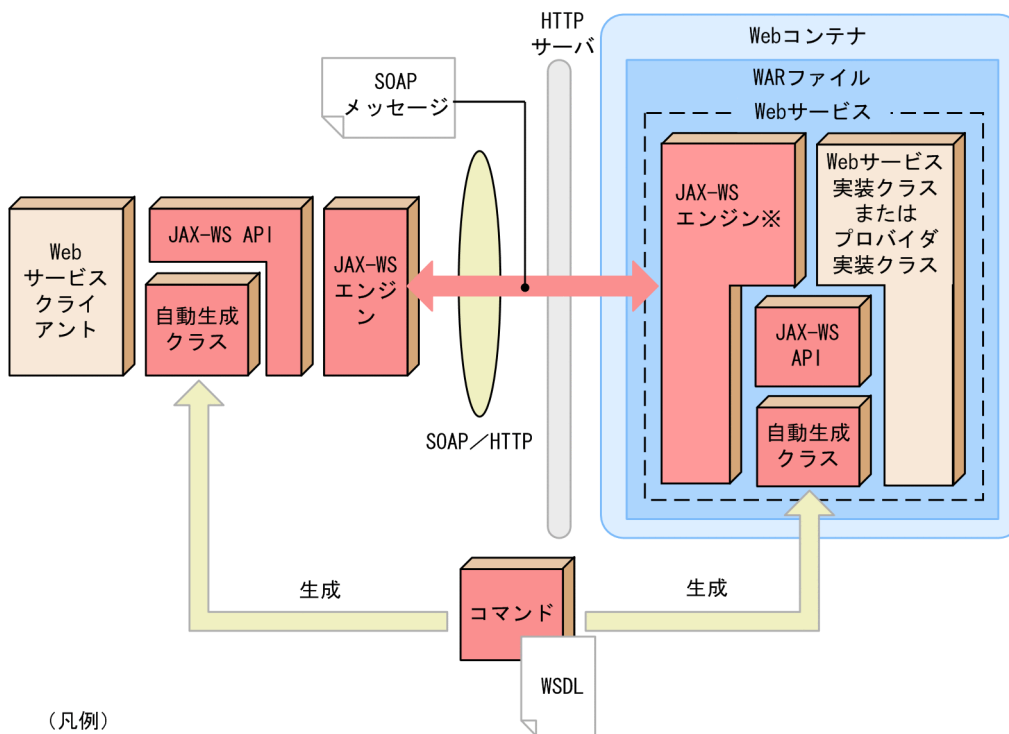 HTTP
サーバ
Webコンテナ
WARファイル
Webサービス
SOAP
メッセージ
JAX-WS
エンジン※
Webサービス
実装クラス
または
プロバイダ
実装クラス
Web
サービス
クライ
アント
JAX-WS API
自動生成
クラス
JAX-WS
エンジ
ン
JAX-WS
API
自動生成
クラス
SOAP／HTTP
生成
生成
コマンド
WSDL
(凡例)